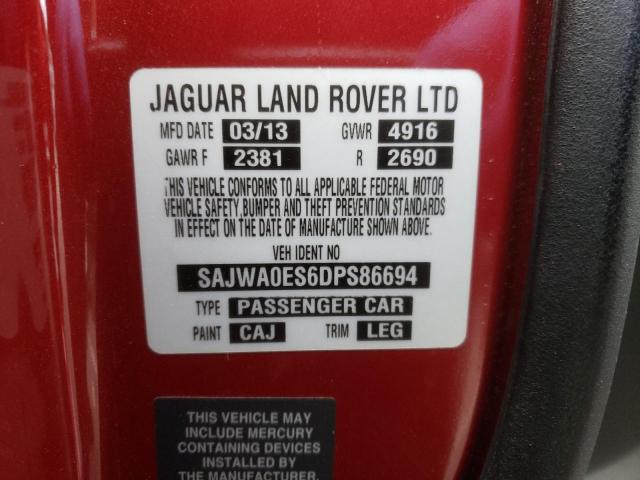 JAGUAR LAND ROVER LTD
MFD DATE 03/13 GVWR 4916
GAWR F 2381 R 2690
THIS VEHICLE CONFORMS TO ALL APPLICABLE FEDERAL MOTOR
VEHICLE SAFETY, BUMPER AND THEFT PREVENTION STANDARDS
IN EFFECT ON THE DATE OF MANUFACTURE SHOWN ABOVE.
VEH IDENT NO
SAJWA0ES6DPS86694
TYPE PASSENGER CAR
PAINT CAJ TRIM LEG
THIS VEHICLE MAY
INCLUDE MERCURY
CONTAINING DEVICES
INSTALLED BY
THE MANUFACTURER.